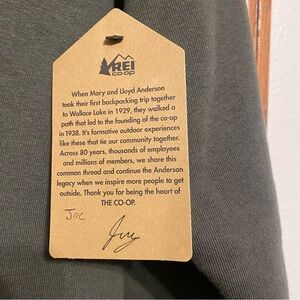 REI
CO·OP
When Mary and Lloyd Anderson
took their first backpacking trip together
to Wallace Lake in 1929, they walked a
path that led to the founding of the co-op
in 1938. It's formative outdoor experiences
like these that tie our community together.
Across 80 years, thousands of employees
and millions of members, we share this
common thread and continue the Anderson
legacy when we inspire more people to get
outside. Thank you for being the heart of
THE CO-OP.